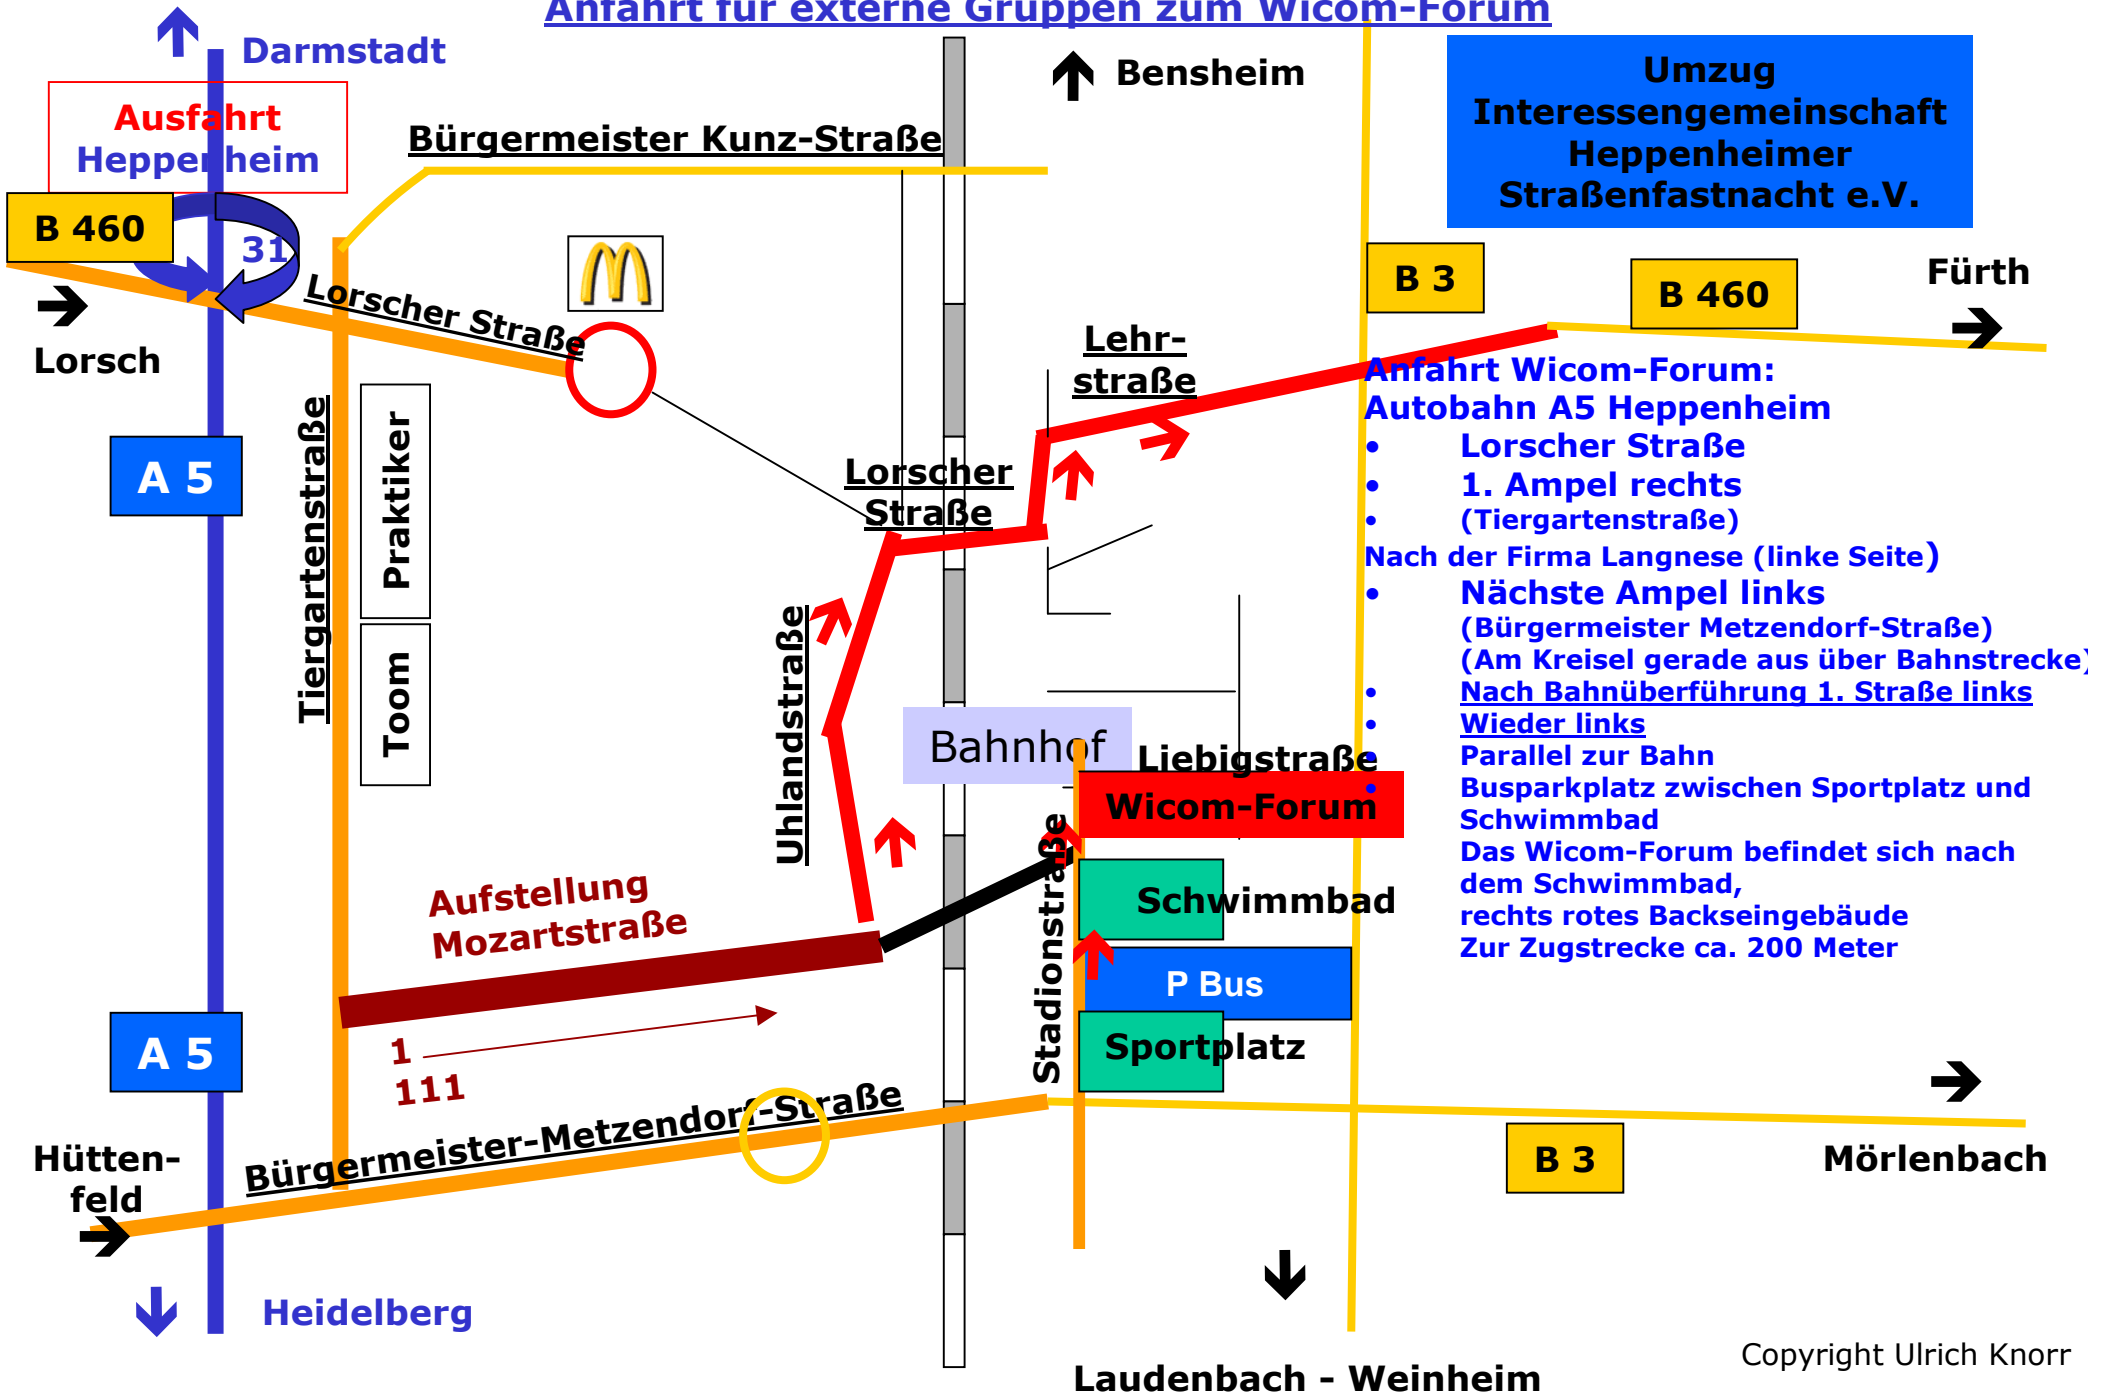 Anfahrt für externe Gruppen zum Wicom-Forum
Darmstadt
Bensheim
Umzug
Interessengemeinschaft
Heppenheimer
Straßenfastnacht e.V.
Ausfahrt
Heppenheim
Bürgermeister Kunz-Straße
B 460
31
Lorscher Straße
B 3
B 460
Fürth
Lorsch
Lehr-
straße
Anfahrt Wicom-Forum:
Autobahn A5 Heppenheim
• Lorscher Straße
• 1. Ampel rechts
• (Tiergartenstraße)
Nach der Firma Langnese (linke Seite)
• Nächste Ampel links
(Bürgermeister Metzendorf-Straße)
(Am Kreisel gerade aus über Bahnstrecke)
• Nach Bahnüberführung 1. Straße links
• Wieder links
• Parallel zur Bahn
• Busparkplatz zwischen Sportplatz und
Schwimmbad
Das Wicom-Forum befindet sich nach
dem Schwimmbad,
rechts rotes Backseingebäude
Zur Zugstrecke ca. 200 Meter
A 5
Tiergartenstraße
Praktiker
Toom
Lorscher
Straße
Uhlandstraße
Bahnhof
Liebigstraße
Wicom-Forum
Stadionstraße
Schwimmbad
P Bus
Sportplatz
Aufstellung
Mozartstraße
1
111
A 5
Bürgermeister-Metzendorf-Straße
Hütten-
feld
B 3
Mörlenbach
Heidelberg
Laudenbach - Weinheim
Copyright Ulrich Knorr